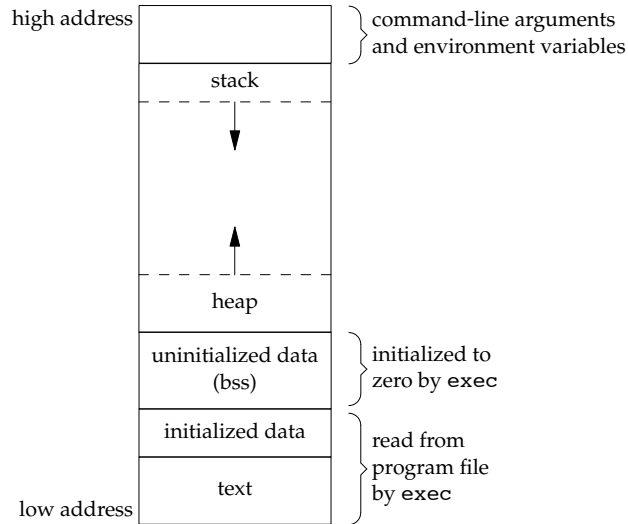 high address
command-line arguments
and environment variables
stack
heap
uninitialized data
(bss)
initialized to
zero by exec
initialized data
read from
program file
by exec
text
low address